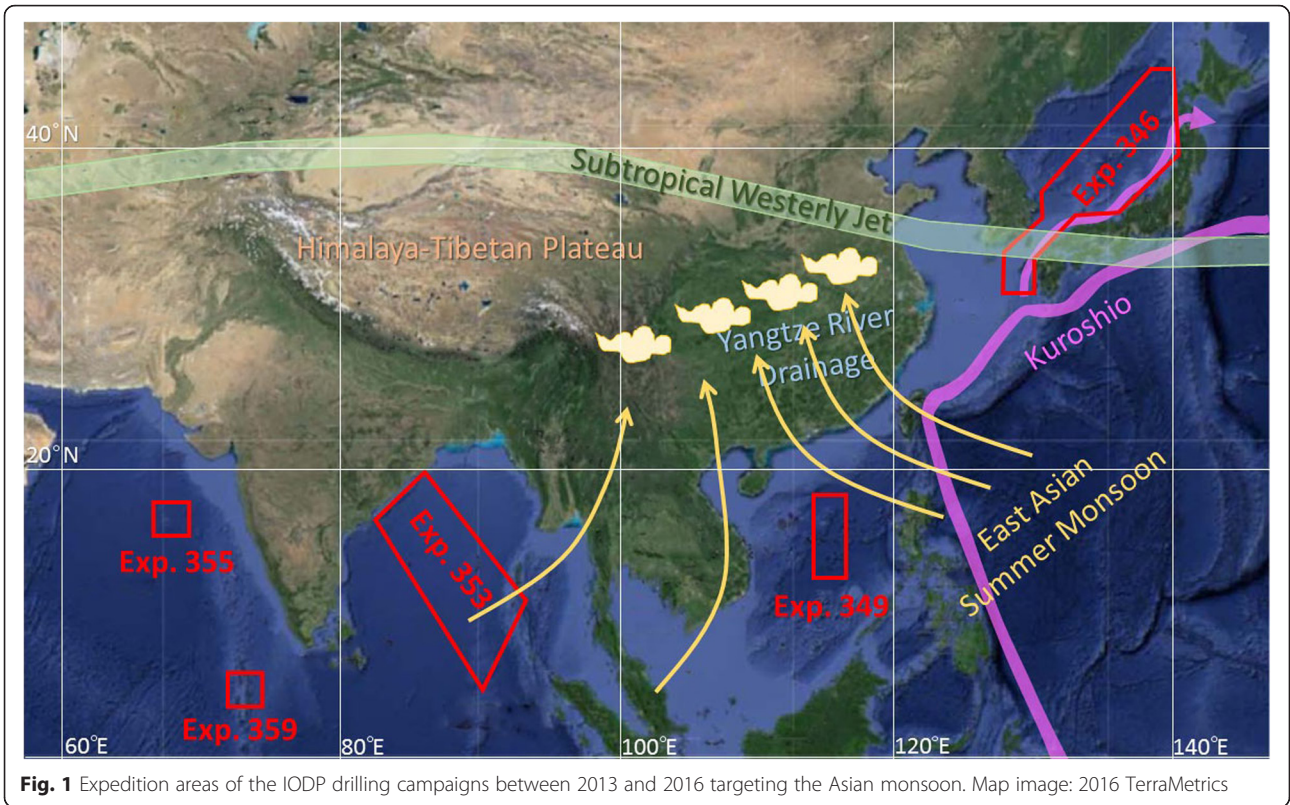 40°N
Subtropical Westerly Jet
Exp. 346
Himalaya-Tibetan Plateau
Yangtze River
Drainage
Kuroshio
20°N
East Asian
Summer Monsoon
Exp. 355
Exp. 353
Exp. 349
Exp. 359
60°E
80°E
100°E
120°E
140°E
Fig. 1 Expedition areas of the IODP drilling campaigns between 2013 and 2016 targeting the Asian monsoon. Map image: 2016 TerraMetrics